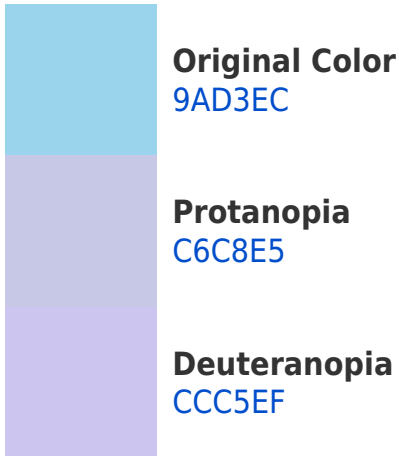 Original Color
9AD3EC
Protanopia
C6C8E5
Deuteranopia
CCC5EF